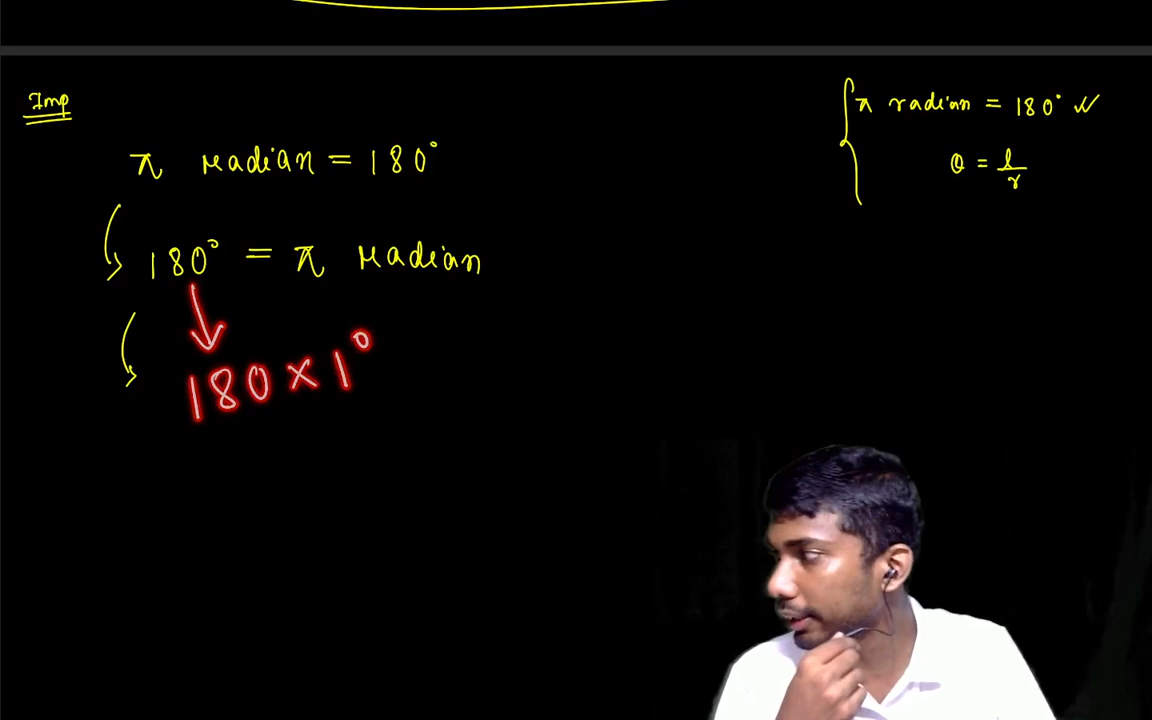 Imp
π radian = 180°
180° = π radian
180 × 1°
π radian = 180°
θ = l/r